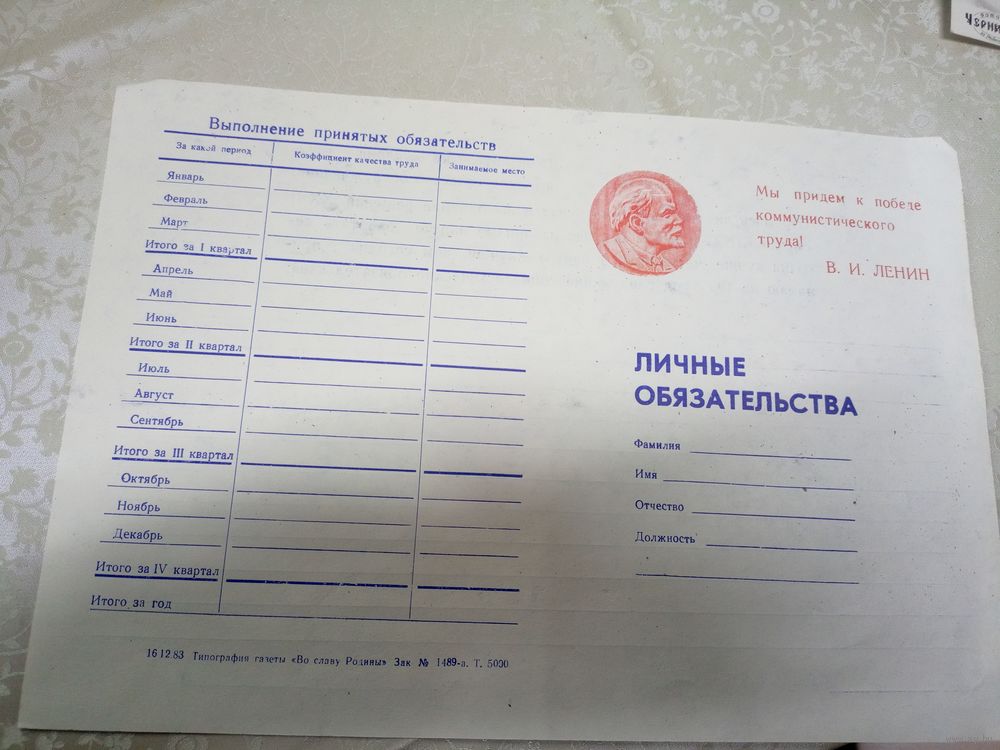 Выполнение принятых обязательств
За какой период Коэффициент качества труда Занимаемое место
Январь
Февраль
Март
Итого за I квартал
Апрель
Май
Июнь
Итого за II квартал
Июль
Август
Сентябрь
Итого за III квартал
Октябрь
Ноябрь
Декабрь
Итого за IV квартал
Итого за год
16 12.83 Типография газеты «Во славу Родины» Зак № 1489-а. Т. 5000
Мы придем к победе
коммунистического
труда!
В. И. ЛЕНИН
ЛИЧНЫЕ
ОБЯЗАТЕЛЬСТВА
Фамилия
Имя
Отчество
Должность